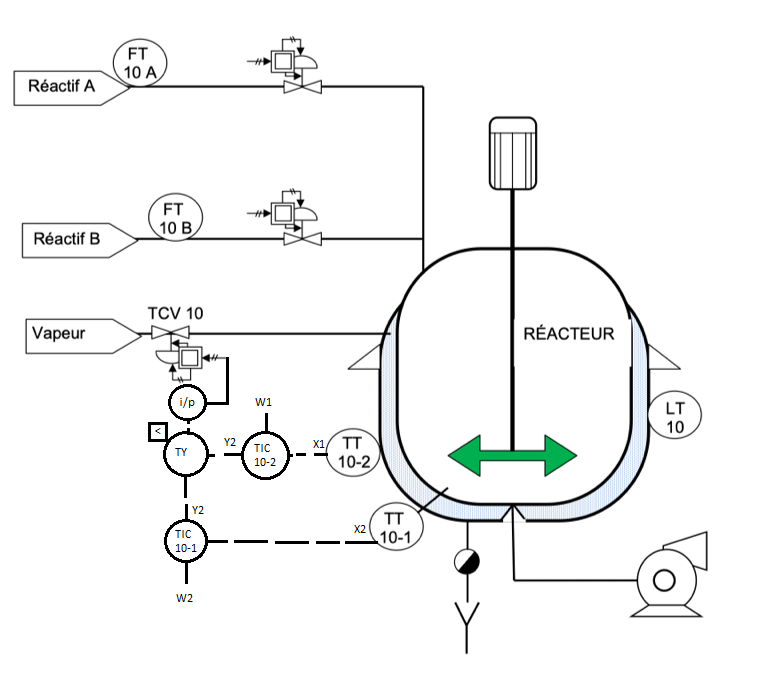 FT
10 A
Réactif A
FT
10 B
Réactif B
TCV 10
Vapeur
RÉACTEUR
i/p
W1
LT
10
<
TY
Y2
TIC
10-2
X1
TT
10-2
Y2
X2
TT
10-1
TIC
10-1
W2